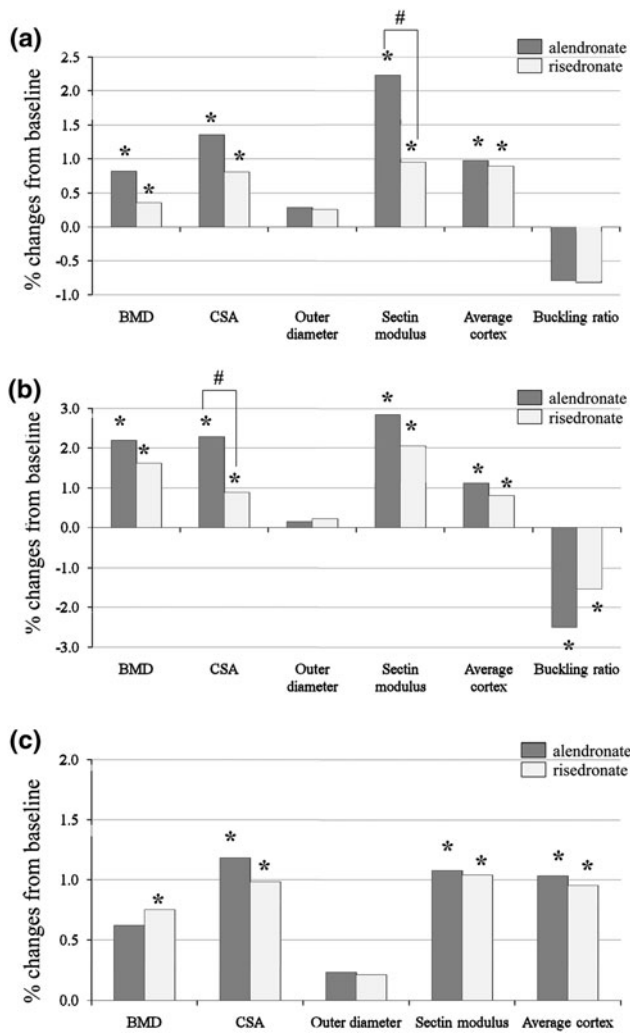 (a)
#
alendronate
risedronate
% changes from baseline
2.5
2.0
1.5
1.0
0.5
0.0
-0.5
-1.0
* * * * * * * *
BMD CSA Outer diameter Sectin modulus Average cortex Buckling ratio
(b)
#
alendronate
risedronate
% changes from baseline
3.0
2.0
1.0
0.0
-1.0
-2.0
-3.0
* * * * * * * * * *
BMD CSA Outer diameter Sectin modulus Average cortex Buckling ratio
(c)
alendronate
risedronate
% changes from baseline
2.0
1.5
1.0
0.5
0.0
* * * * * * *
BMD CSA Outer diameter Sectin modulus Average cortex